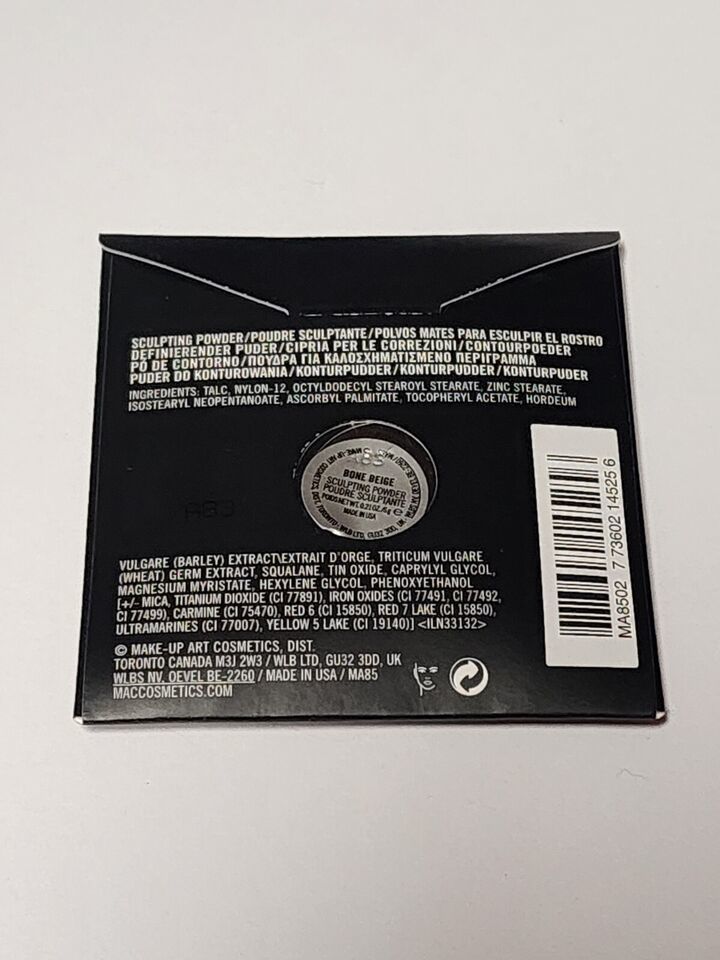 SCULPTING POWDER/POUDRE SCULPTANTE/POLVOS MATES PARA ESCULPIR EL ROSTRO
DEFINIERENDER PUDER/CIPRIA PER LE CORREZIONI/CONTOURPOEDER
PÓ DE CONTORNO/ΠΟΥΔΡΑ ΓΙΑ ΚΑΛΟΣΧΗΜΑΤΙΣΜΕΝΟ ΠΕΡΙΓΡΑΜΜΑ
PUDER DO KONTUROWANIA/KONTURPUDDER/KONTURPUDDER/KONTURPUDER
INGREDIENTS: TALC, NYLON-12, OCTYLDODECYL STEAROYL STEARATE, ZINC STEARATE,
ISOSTEARYL NEOPENTANOATE, ASCORBYL PALMITATE, TOCOPHERYL ACETATE, HORDEUM
BONE BEIGE
SCULPTING POWDER
POUDRE SCULPTANTE
POIDS NET WT. 0.21 OZ./6g ℮
MADE IN USA
VULGARE (BARLEY) EXTRACT\EXTRAIT D'ORGE, TRITICUM VULGARE
(WHEAT) GERM EXTRACT, SQUALANE, TIN OXIDE, CAPRYLYL GLYCOL,
MAGNESIUM MYRISTATE, HEXYLENE GLYCOL, PHENOXYETHANOL
[+/- MICA, TITANIUM DIOXIDE (CI 77891), IRON OXIDES (CI 77491, CI 77492,
CI 77499), CARMINE (CI 75470), RED 6 (CI 15850), RED 7 LAKE (CI 15850),
ULTRAMARINES (CI 77007), YELLOW 5 LAKE (CI 19140)] <ILN33132>
© MAKE-UP ART COSMETICS, DIST.
TORONTO CANADA M3J 2W3 / WLB LTD, GU32 3DD, UK
WLBS NV, OEVEL BE-2260 / MADE IN USA / MA85
MACCOSMETICS.COM
MA8502 7 73602 14525 6